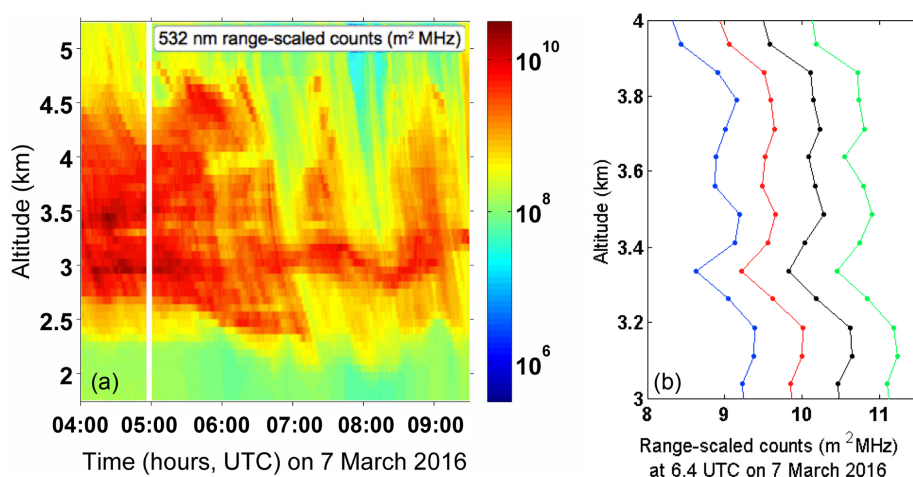 532 nm range-scaled counts (m² MHz)
5
4.5
4
3.5
3
2.5
2
Altitude (km)
(a)
04:00 05:00 06:00 07:00 08:00 09:00
Time (hours, UTC) on 7 March 2016
10¹⁰
10⁸
10⁶
4
3.8
3.6
3.4
3.2
3
Altitude (km)
(b)
8 9 10 11
Range-scaled counts (m²MHz)
at 6.4 UTC on 7 March 2016